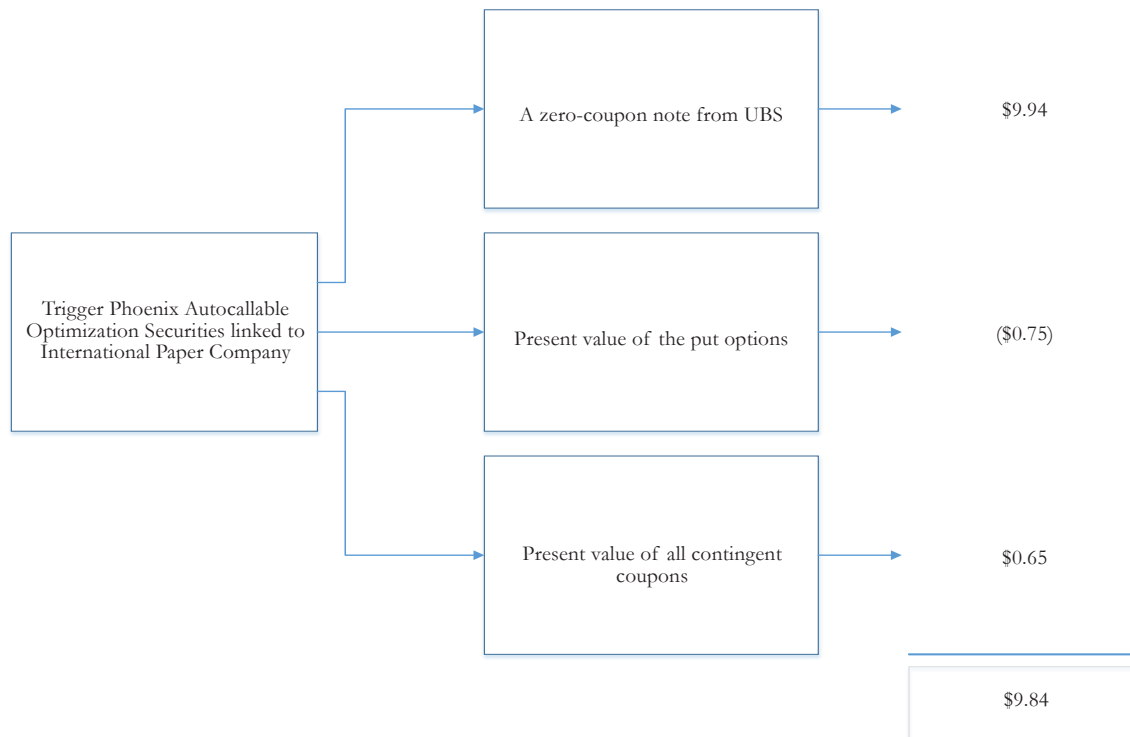 A zero-coupon note from UBS
$9.94
Trigger Phoenix Autocallable
Optimization Securities linked to
International Paper Company
Present value of the put options
($0.75)
Present value of all contingent
coupons
$0.65
$9.84